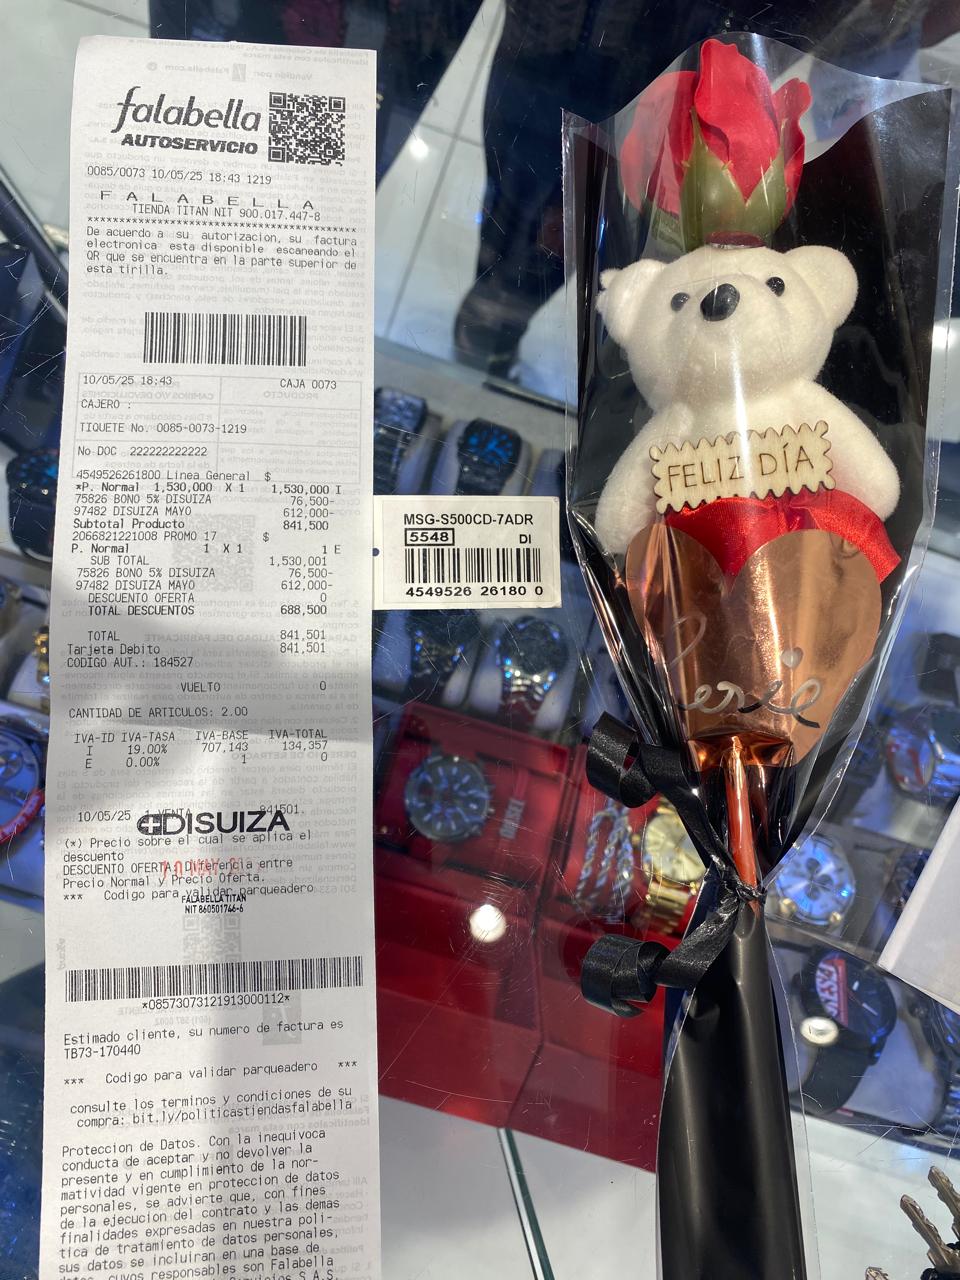 falabella
AUTOSERVICIO
0085/0073 10/05/25 18:43 1219
F A L A B E L L A
TIENDA TITAN NIT 900.017.447-8
********************************************
De acuerdo a su autorizacion, su factura
electronica esta disponible escaneando el
QR que se encuentra en la parte superior de
esta tirilla.
10/05/25 18:43 CAJA 0073
CAJERO :
TIQUETE No. 0085-0073-1219
No DOC 222222222222
4549526261800 Linea General $
*P. Normal 1,530,000 X 1 1,530,000 I
75826 BONO 5% DISUIZA 76,500-
97482 DISUIZA MAYO 612,000-
Subtotal Producto 841,500
2066821221008 PROMO 17 $
P. Normal 1 X 1 1 E
SUB TOTAL 1,530,001
75826 BONO 5% DISUIZA 76,500-
97482 DISUIZA MAYO 612,000-
DESCUENTO OFERTA 0
TOTAL DESCUENTOS 688,500
TOTAL 841,501
Tarjeta Debito 841,501
CODIGO AUT.: 184527
VUELTO 0
CANTIDAD DE ARTICULOS: 2.00
IVA-ID IVA-TASA IVA-BASE IVA-TOTAL
I 19.00% 707,143 134,357
E 0.00% 1 0
10/05/25 1 VENTA 841501.
DISUIZA
(*) Precio sobre el cual se aplica el
descuento
DESCUENTO OFERTA: Diferencia entre
Precio Normal y Precio Oferta.
*** Codigo para validar parqueadero
FALABELLA TITAN
NIT 860501746-6
*08573073121913000112*
Estimado cliente, su numero de factura es
TB73-170440
*** Codigo para validar parqueadero ***
consulte los terminos y condiciones de su
compra: bit.ly/politicastiendasfalabella
Proteccion de Datos. Con la inequivoca
conducta de aceptar y no devolver la
presente y en cumplimiento de la nor-
matividad vigente en proteccion de datos
personales, se advierte que, con fines
de la ejecucion del contrato y las demas
finalidades expresadas en nuestra poli-
tica de tratamiento de datos personales,
sus datos se incluiran en una base de
datos, cuyos responsables son Falabella
MSG-S500CD-7ADR
5548 DI
4549526 26180 0
FELIZ DÍA